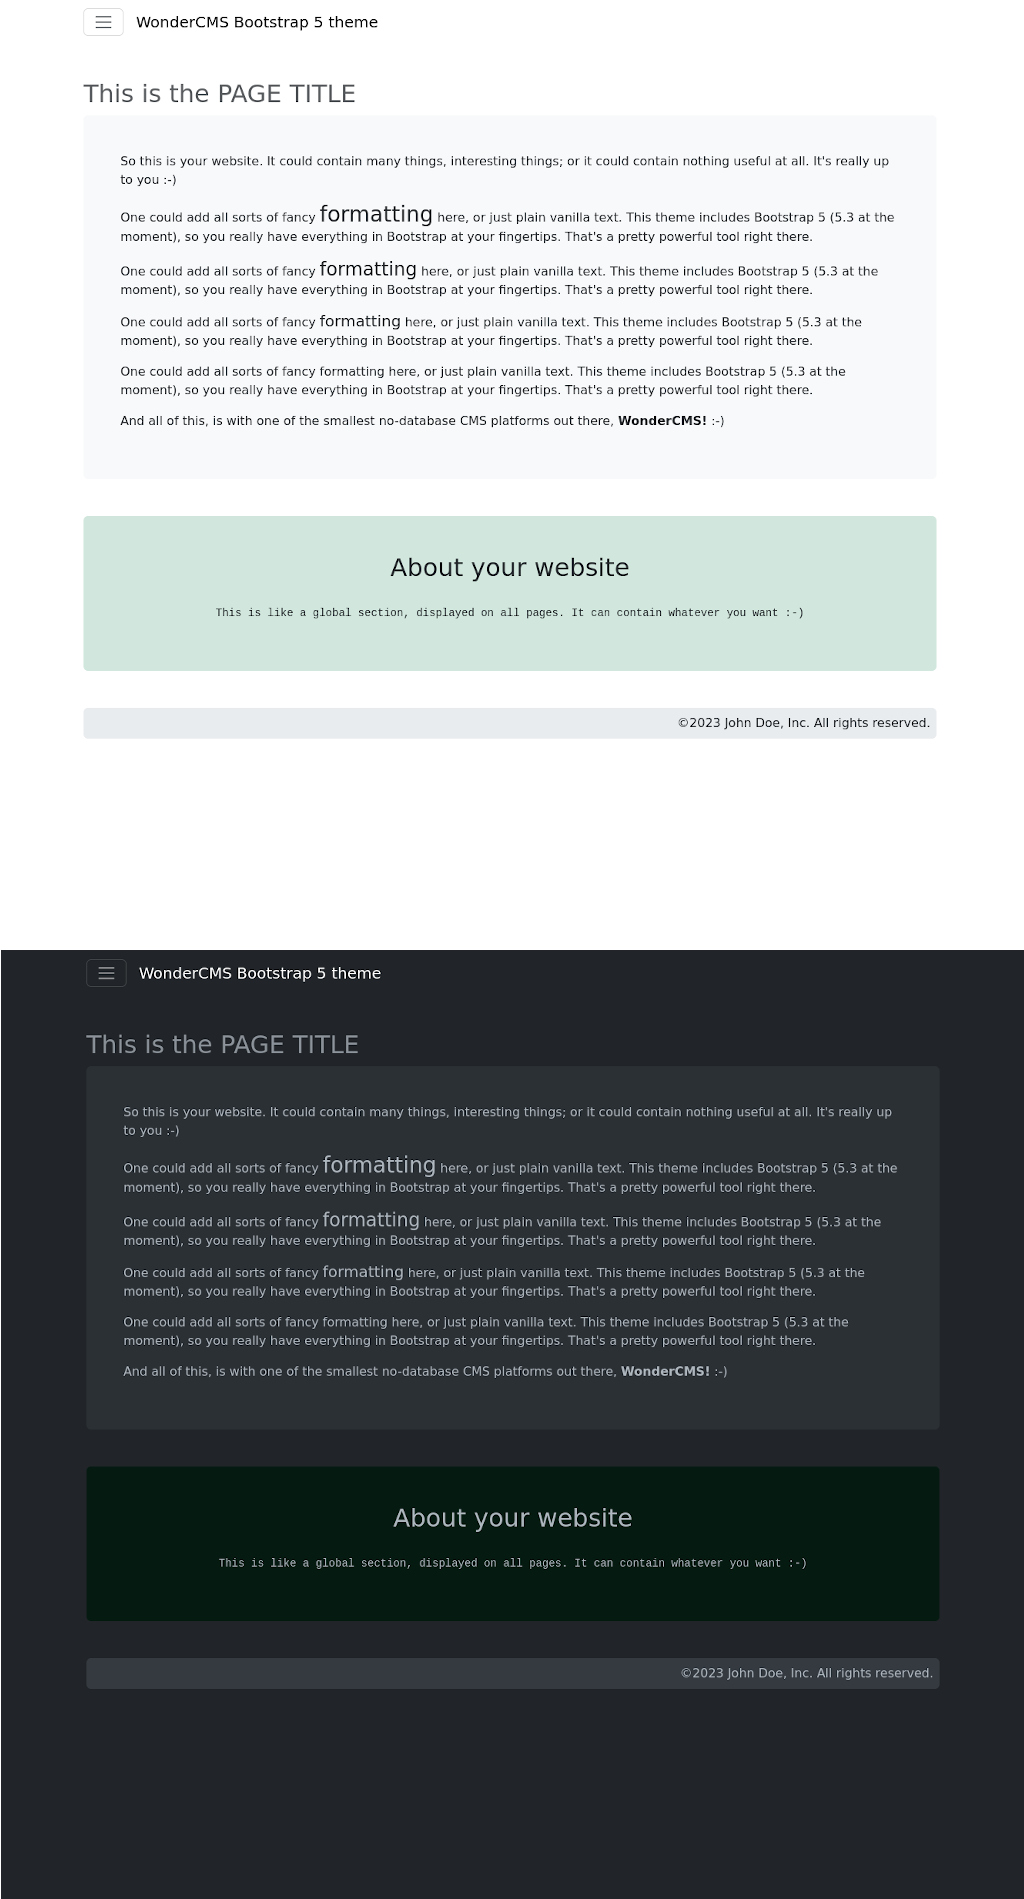 WonderCMS Bootstrap 5 theme
This is the PAGE TITLE
So this is your website. It could contain many things, interesting things; or it could contain nothing useful at all. It's really up
to you :-)
One could add all sorts of fancy formatting here, or just plain vanilla text. This theme includes Bootstrap 5 (5.3 at the
moment), so you really have everything in Bootstrap at your fingertips. That's a pretty powerful tool right there.
One could add all sorts of fancy formatting here, or just plain vanilla text. This theme includes Bootstrap 5 (5.3 at the
moment), so you really have everything in Bootstrap at your fingertips. That's a pretty powerful tool right there.
One could add all sorts of fancy formatting here, or just plain vanilla text. This theme includes Bootstrap 5 (5.3 at the
moment), so you really have everything in Bootstrap at your fingertips. That's a pretty powerful tool right there.
One could add all sorts of fancy formatting here, or just plain vanilla text. This theme includes Bootstrap 5 (5.3 at the
moment), so you really have everything in Bootstrap at your fingertips. That's a pretty powerful tool right there.
And all of this, is with one of the smallest no-database CMS platforms out there, WonderCMS! :-)
About your website
This is like a global section, displayed on all pages. It can contain whatever you want :-)
©2023 John Doe, Inc. All rights reserved.
WonderCMS Bootstrap 5 theme
This is the PAGE TITLE
So this is your website. It could contain many things, interesting things; or it could contain nothing useful at all. It's really up
to you :-)
One could add all sorts of fancy formatting here, or just plain vanilla text. This theme includes Bootstrap 5 (5.3 at the
moment), so you really have everything in Bootstrap at your fingertips. That's a pretty powerful tool right there.
One could add all sorts of fancy formatting here, or just plain vanilla text. This theme includes Bootstrap 5 (5.3 at the
moment), so you really have everything in Bootstrap at your fingertips. That's a pretty powerful tool right there.
One could add all sorts of fancy formatting here, or just plain vanilla text. This theme includes Bootstrap 5 (5.3 at the
moment), so you really have everything in Bootstrap at your fingertips. That's a pretty powerful tool right there.
One could add all sorts of fancy formatting here, or just plain vanilla text. This theme includes Bootstrap 5 (5.3 at the
moment), so you really have everything in Bootstrap at your fingertips. That's a pretty powerful tool right there.
And all of this, is with one of the smallest no-database CMS platforms out there, WonderCMS! :-)
About your website
This is like a global section, displayed on all pages. It can contain whatever you want :-)
©2023 John Doe, Inc. All rights reserved.